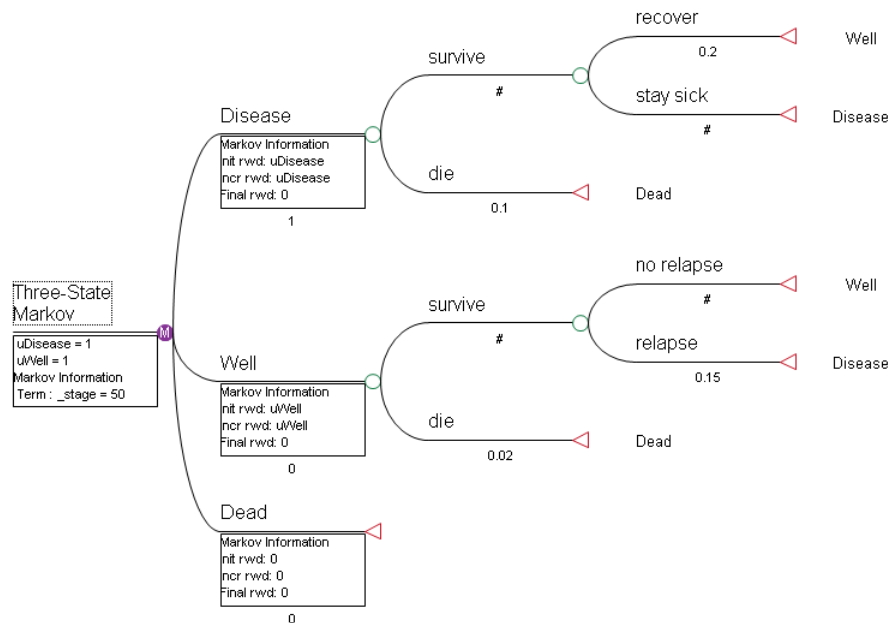 recover
0.2
Well
survive
#
stay sick
#
Disease
Disease
Markov Information
nit rwd: uDisease
ncr rwd: uDisease
Final rwd: 0
1
die
0.1
Dead
Three-State
Markov
M
uDisease = 1
uWell = 1
Markov Information
Term : _stage = 50
no relapse
#
Well
survive
#
relapse
0.15
Disease
Well
Markov Information
nit rwd: uWell
ncr rwd: uWell
Final rwd: 0
0
die
0.02
Dead
Dead
Markov Information
nit rwd: 0
ncr rwd: 0
Final rwd: 0
0